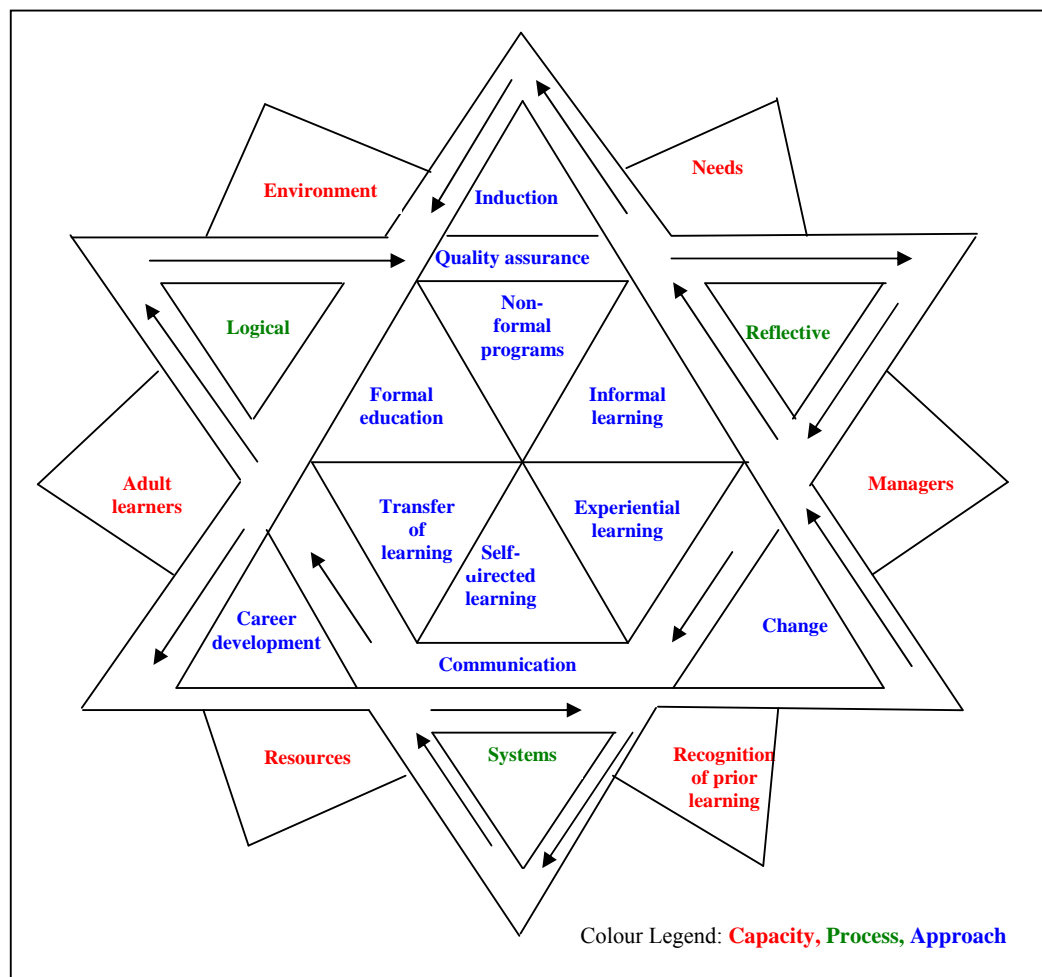 Needs
Environment
Induction
Quality assurance
Non-
formal
programs
Logical
Reflective
Formal
education
Informal
learning
Adult
learners
Managers
Transfer
of
learning
Experiential
learning
Self-
directed
learning
Career
development
Change
Communication
Resources
Systems
Recognition
of prior
learning
Colour Legend: Capacity, Process, Approach